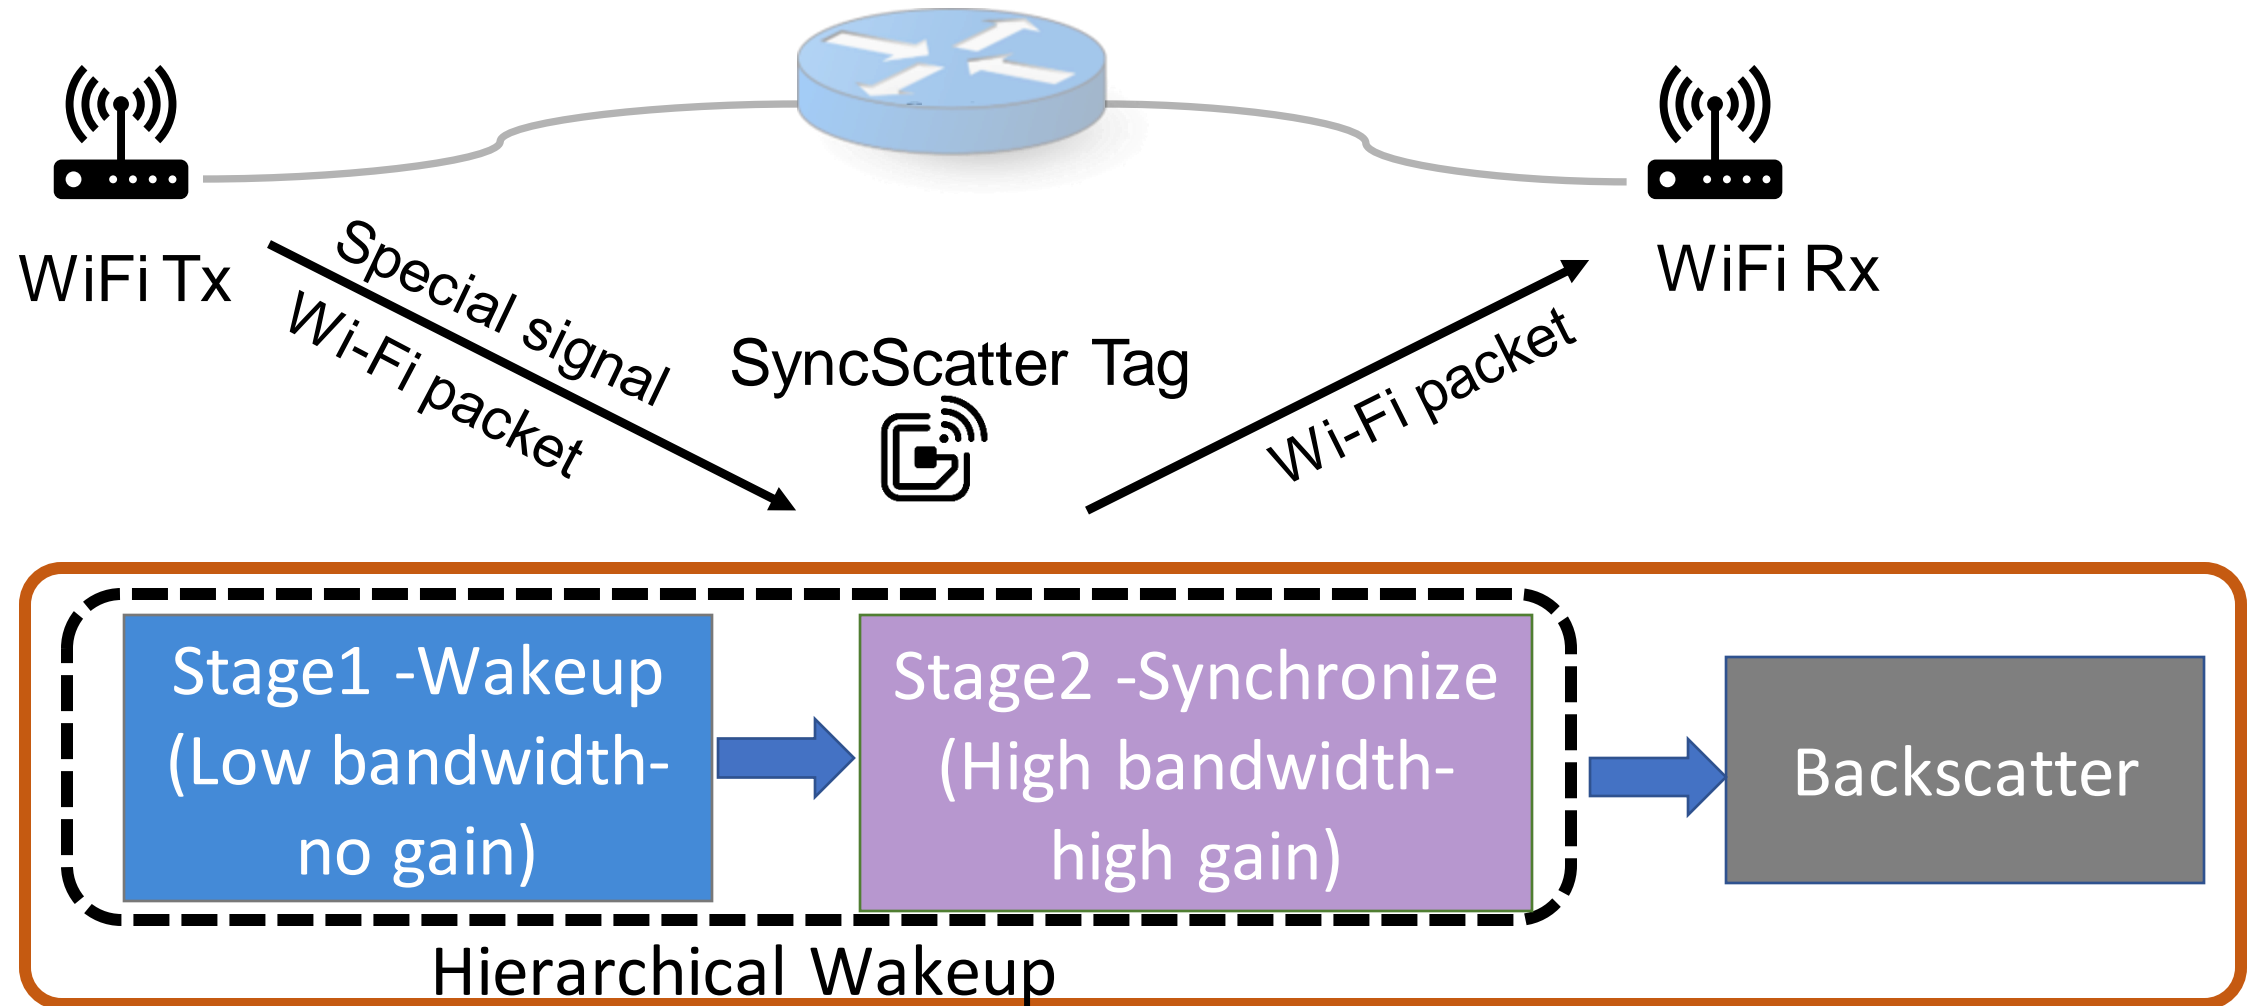 WiFi Tx
WiFi Rx
Special signal
Wi-Fi packet
SyncScatter Tag
Wi-Fi packet
Stage1 -Wakeup
(Low bandwidth-
no gain)
Stage2 -Synchronize
(High bandwidth-
high gain)
Backscatter
Hierarchical Wakeup